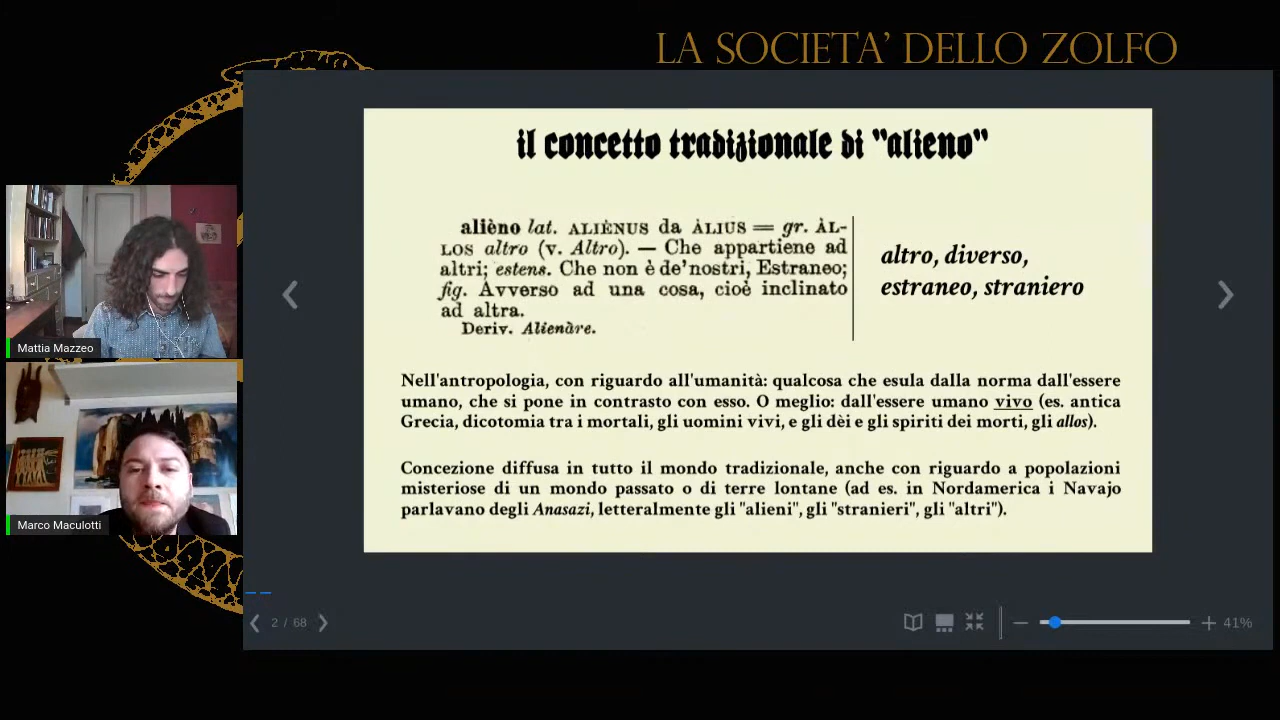 LA SOCIETA' DELLO ZOLFO
il concetto tradizionale di "alieno"
alièno lat. ALIÈNUS da ÀLIUS = gr. ÀL-
LOS altro (v. Altro). — Che appartiene ad
altri; estens. Che non è de' nostri, Estraneo;
fig. Avverso ad una cosa, cioè inclinato
ad altra.
Deriv. Alienàre.
altro, diverso,
estraneo, straniero
Nell'antropologia, con riguardo all'umanità: qualcosa che esula dalla norma dall'essere
umano, che si pone in contrasto con esso. O meglio: dall'essere umano vivo (es. antica
Grecia, dicotomia tra i mortali, gli uomini vivi, e gli dèi e gli spiriti dei morti, gli allos).
Concezione diffusa in tutto il mondo tradizionale, anche con riguardo a popolazioni
misteriose di un mondo passato o di terre lontane (ad es. in Nordamerica i Navajo
parlavano degli Anasazi, letteralmente gli "alieni", gli "stranieri", gli "altri").
Mattia Mazzeo
Marco Maculotti
2 / 68
41%